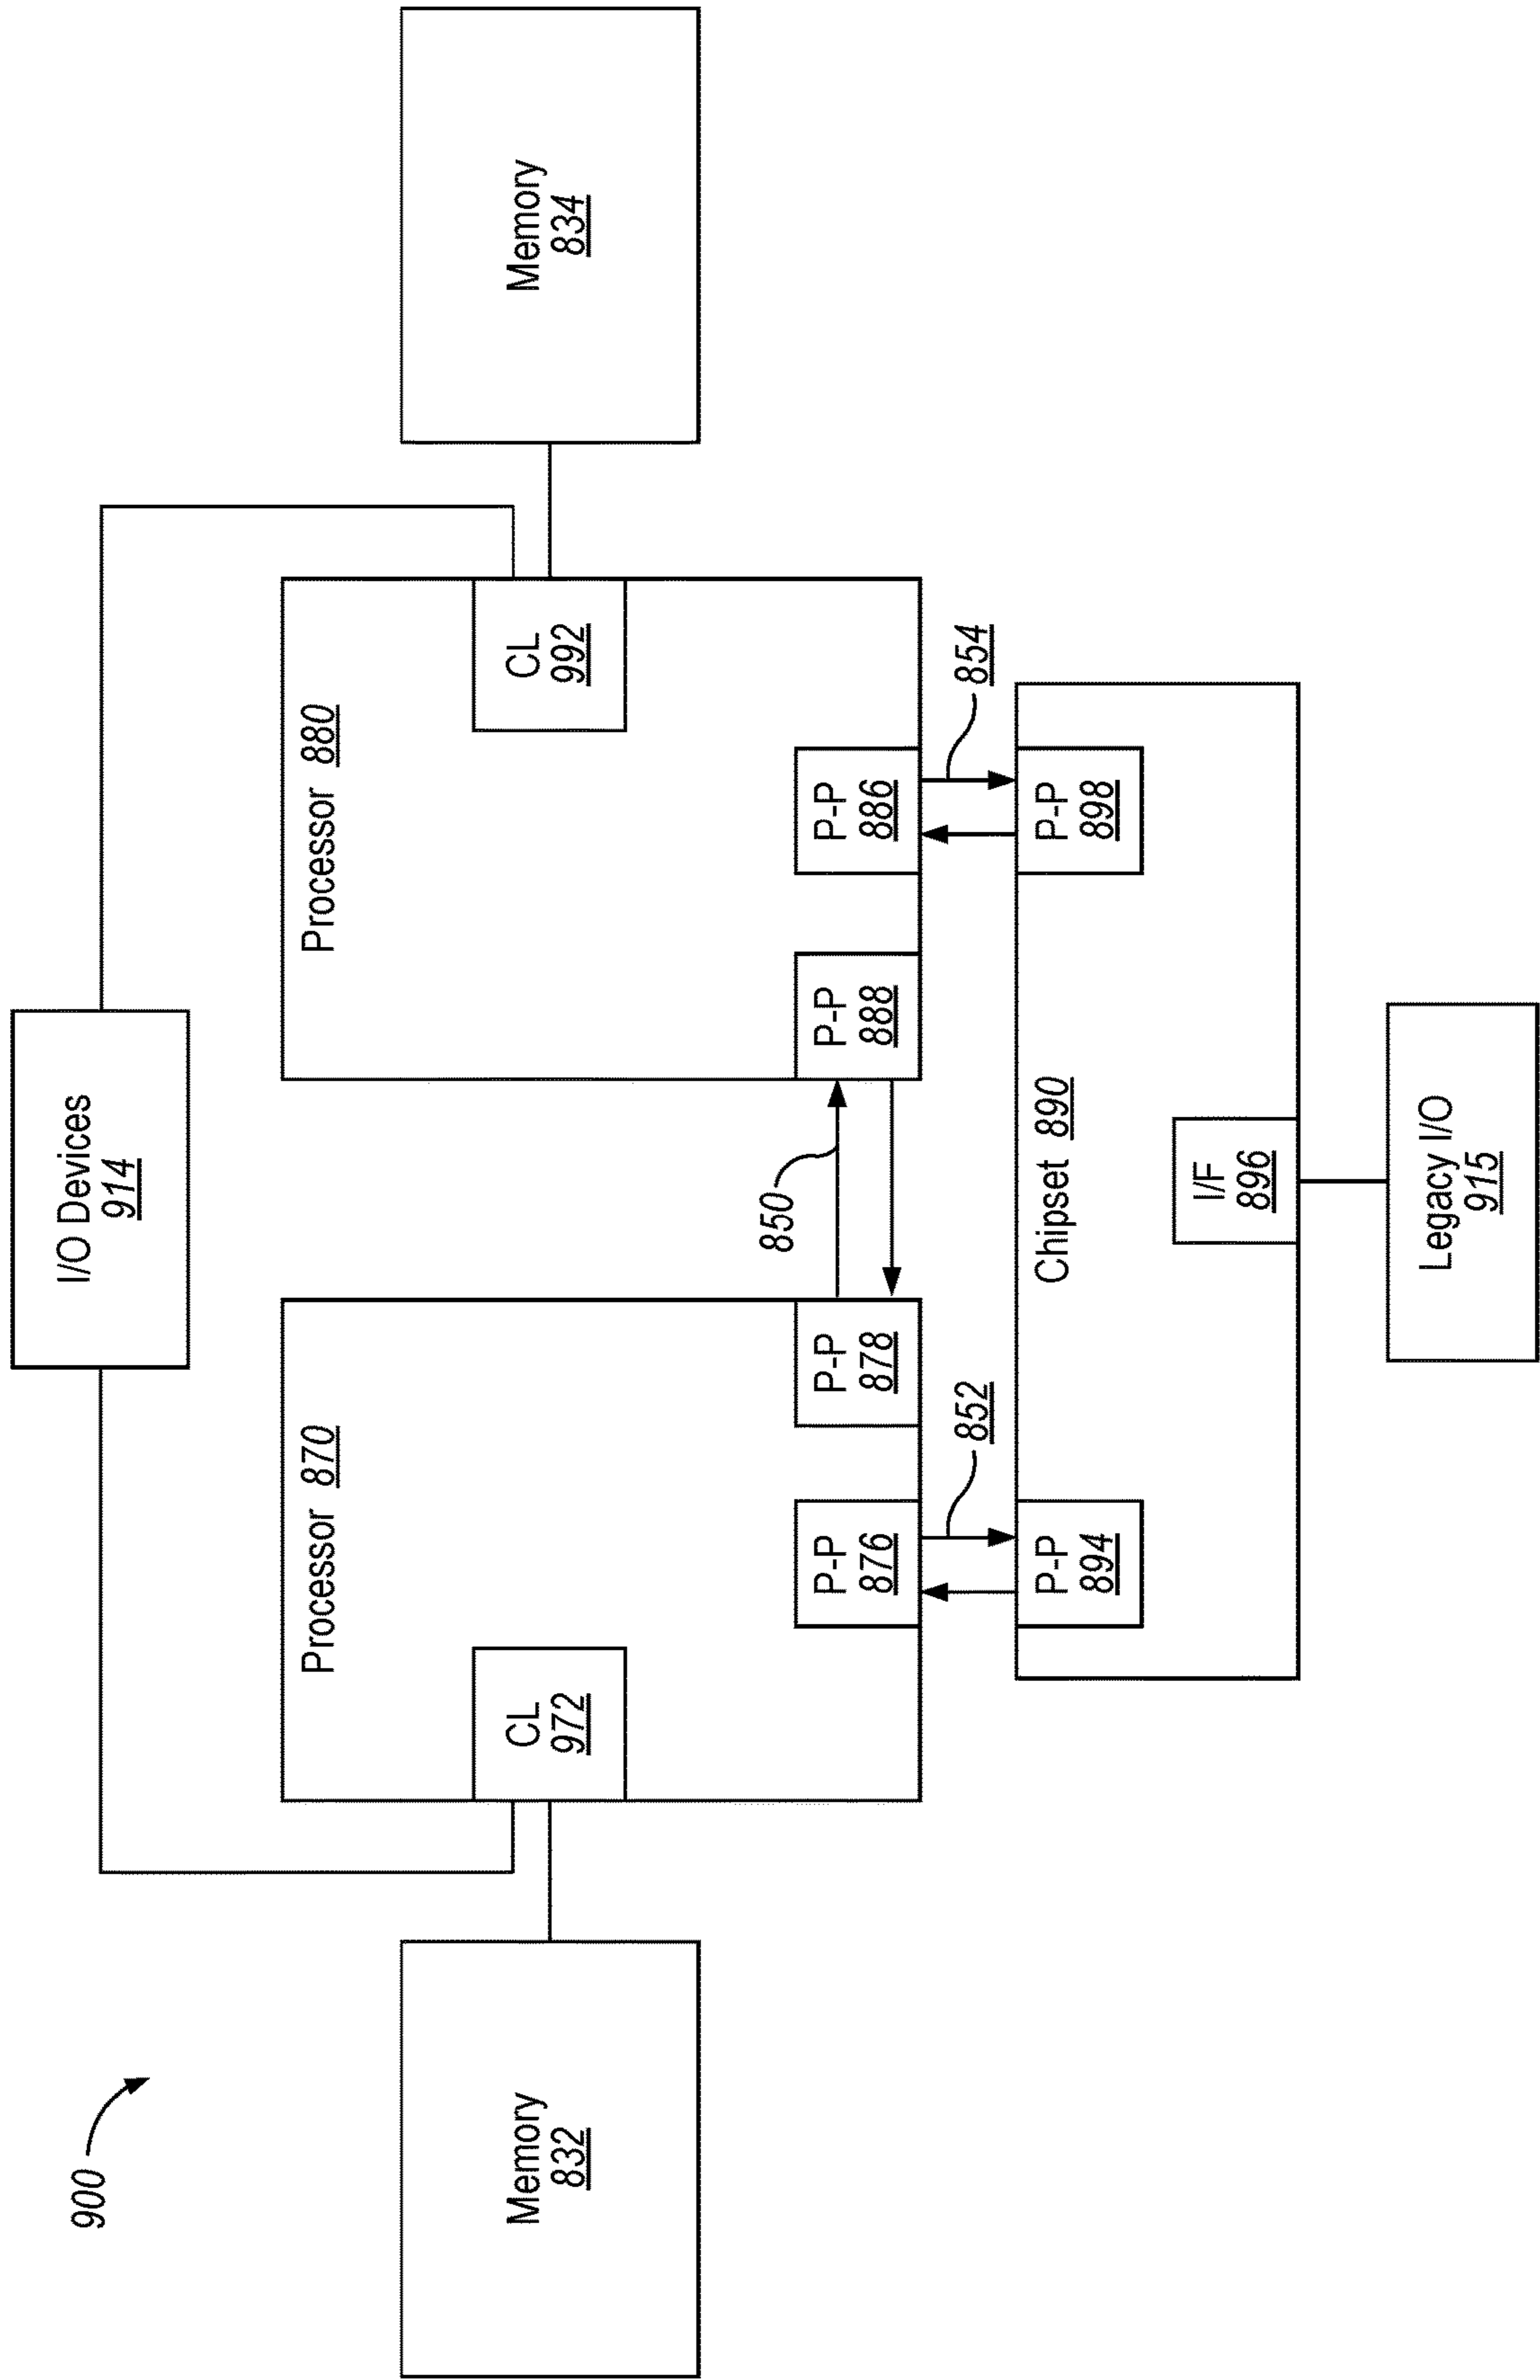 900
I/O Devices
914
Processor 870
Processor 880
Memory
832
CL
972
CL
992
Memory
834
850
P-P
876
P-P
878
P-P
888
P-P
886
852
854
P-P
894
Chipset 890
P-P
898
I/F
896
Legacy I/O
915